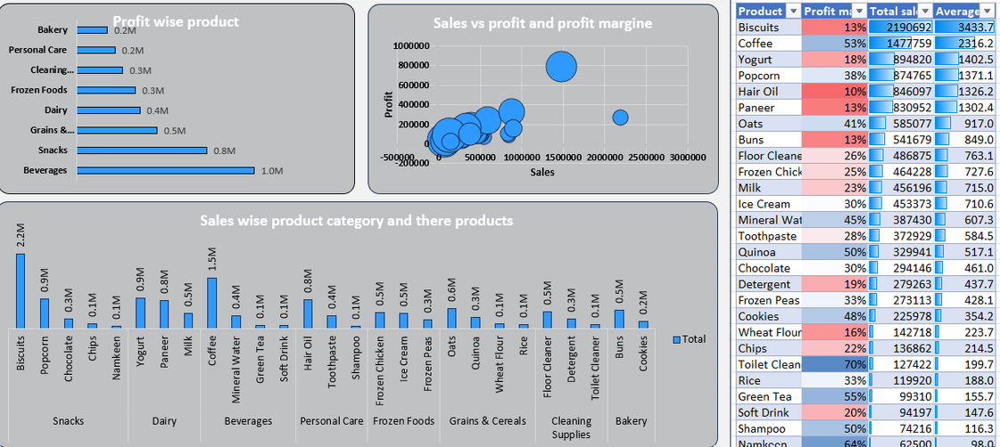 Profit wise product
Bakery 0.2M
Personal Care 0.2M
Cleaning... 0.3M
Frozen Foods 0.3M
Dairy 0.4M
Grains &... 0.5M
Snacks 0.8M
Beverages 1.0M
Sales vs profit and profit margine
1000000
800000
600000
400000
200000
0
-200000
Profit
-500000 0 500000 1000000 1500000 2000000 2500000 3000000
Sales
Sales wise product category and there products
2.2M 0.9M 0.3M 0.1M 0.1M 0.9M 0.8M 0.5M 1.5M 0.4M 0.1M 0.1M 0.8M 0.4M 0.1M 0.5M 0.5M 0.3M 0.6M 0.3M 0.1M 0.1M 0.5M 0.3M 0.1M 0.5M 0.2M
Biscuits Popcorn Chocolate Chips Namkeen Yogurt Paneer Milk Coffee Mineral Water Green Tea Soft Drink Hair Oil Toothpaste Shampoo Frozen Chicken Ice Cream Frozen Peas Oats Quinoa Wheat Flour Rice Floor Cleaner Detergent Toilet Cleaner Buns Cookies
Snacks Dairy Beverages Personal Care Frozen Foods Grains & Cereals Cleaning Supplies Bakery
Total
Product Profit ma Total sal Average
Biscuits 13% 2190692 3433.7
Coffee 53% 1477759 2316.2
Yogurt 18% 894820 1402.5
Popcorn 38% 874765 1371.1
Hair Oil 10% 846097 1326.2
Paneer 13% 830952 1302.4
Oats 41% 585077 917.0
Buns 13% 541679 849.0
Floor Cleane 26% 486875 763.1
Frozen Chick 25% 464228 727.6
Milk 23% 456196 715.0
Ice Cream 30% 453373 710.6
Mineral Wat 45% 387430 607.3
Toothpaste 28% 372929 584.5
Quinoa 50% 329941 517.1
Chocolate 30% 294146 461.0
Detergent 19% 279263 437.7
Frozen Peas 33% 273113 428.1
Cookies 48% 225978 354.2
Wheat Flour 16% 142718 223.7
Chips 22% 136862 214.5
Toilet Clean 70% 127422 199.7
Rice 33% 119920 188.0
Green Tea 55% 99310 155.7
Soft Drink 20% 94197 147.6
Shampoo 50% 74216 116.3
Namkeen 64% 62500 98.0